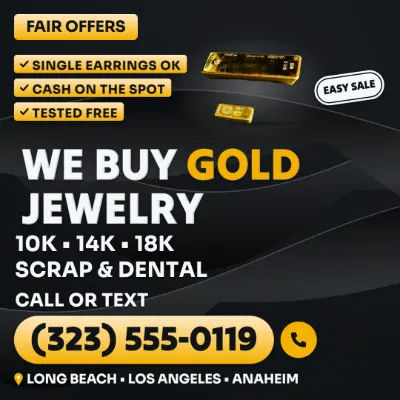 FAIR OFFERS
✓ SINGLE EARRINGS OK
✓ CASH ON THE SPOT
✓ TESTED FREE
EASY SALE
WE BUY GOLD
JEWELRY
10K ▪ 14K ▪ 18K
SCRAP & DENTAL
CALL OR TEXT
(323) 555-0119
LONG BEACH ▪ LOS ANGELES ▪ ANAHEIM